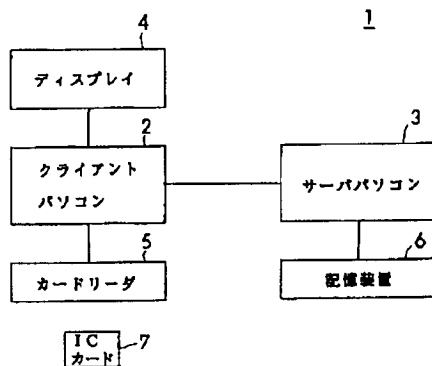 1
4
ディスプレイ
2
クライアント
パソコン
3
サーバパソコン
5
カードリーダ
6
記憶装置
IC
カード
7